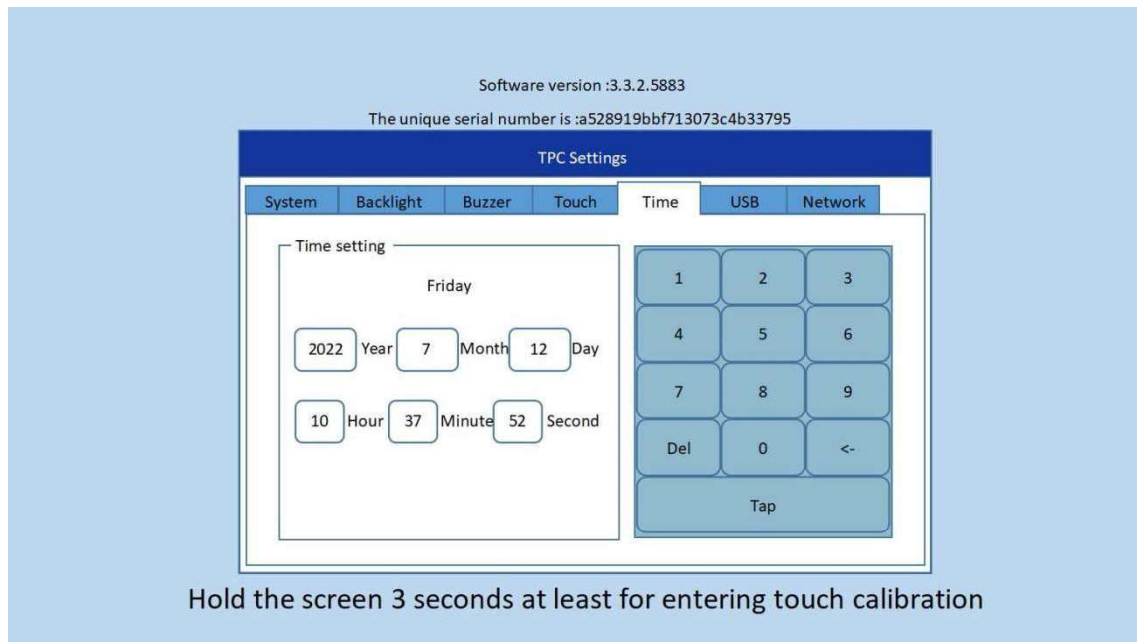 Software version :3.3.2.5883
The unique serial number is :a528919bbf713073c4b33795
TPC Settings
System Backlight Buzzer Touch Time USB Network
Time setting
Friday
2022 Year 7 Month 12 Day
10 Hour 37 Minute 52 Second
1 2 3
4 5 6
7 8 9
Del 0 <-
Tap
Hold the screen 3 seconds at least for entering touch calibration